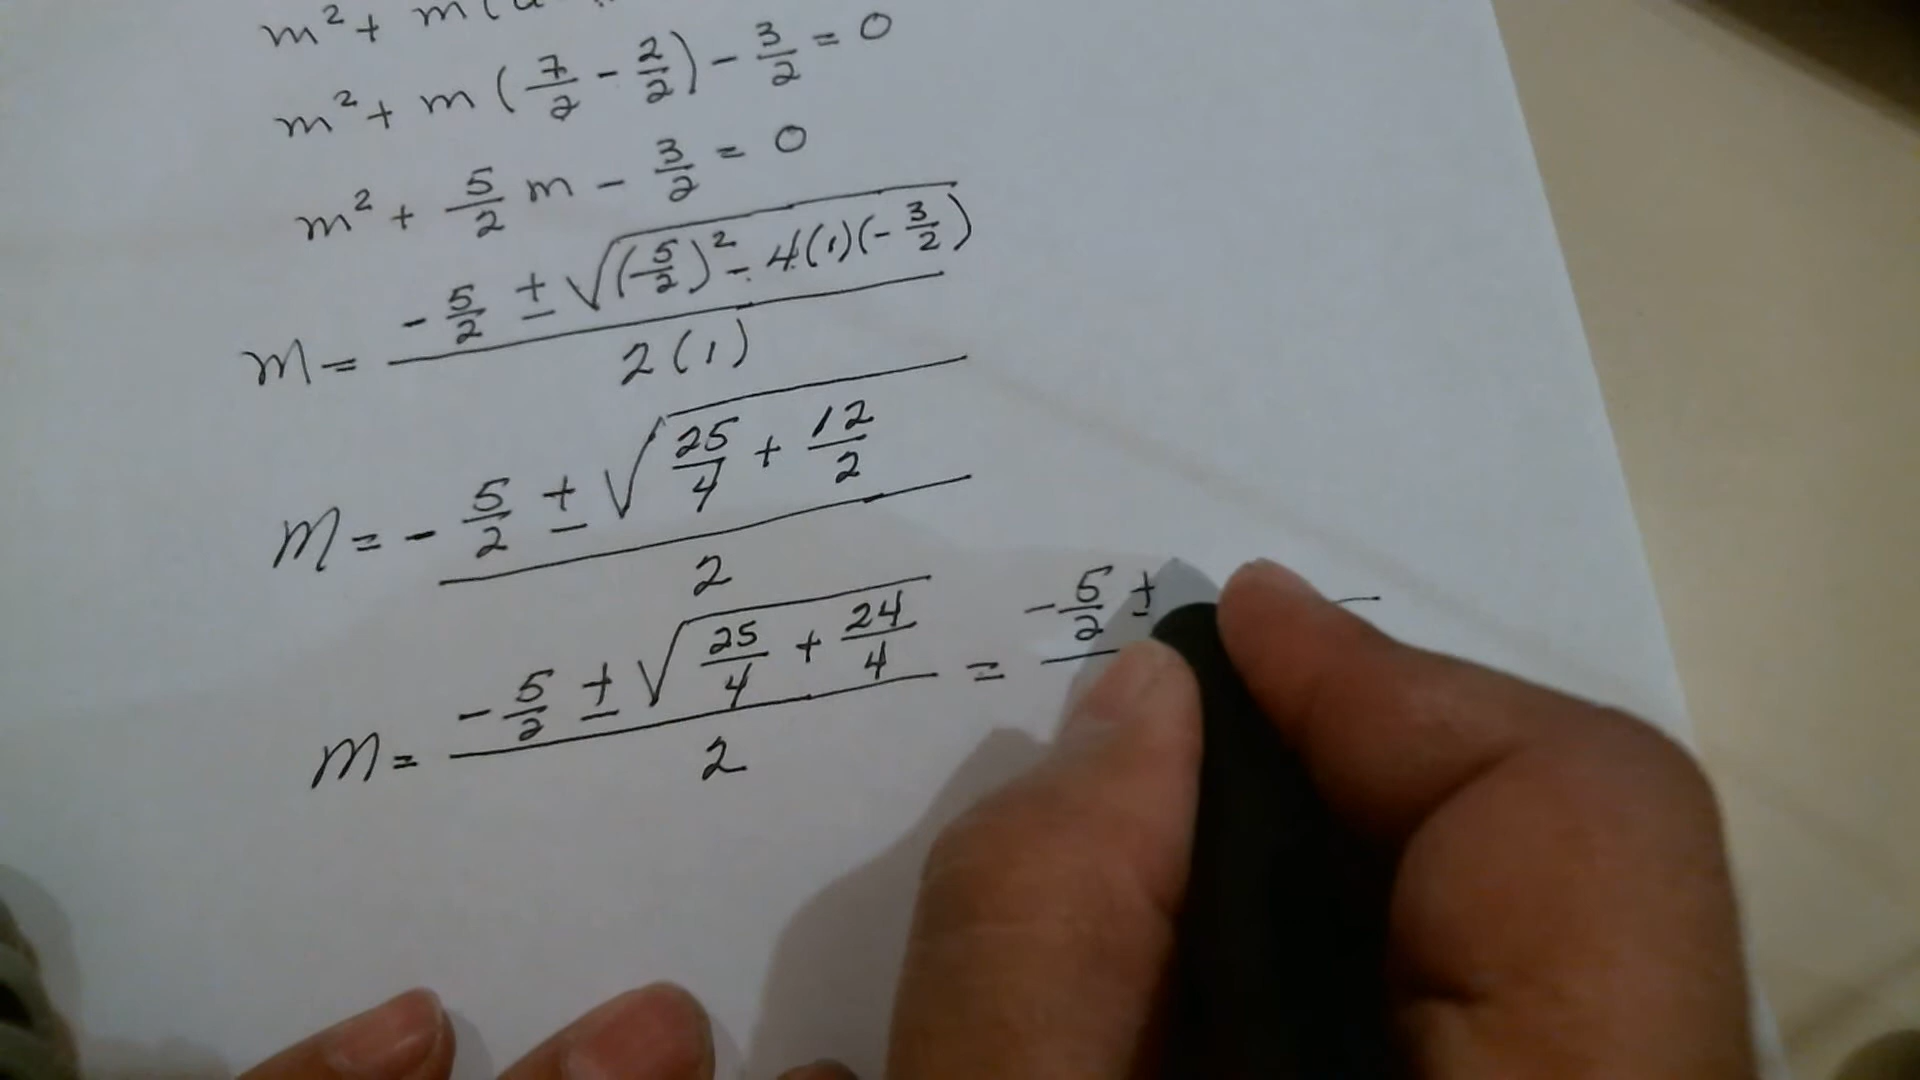 m² + m(
m² + m(7/2 - 2/2) - 3/2 = 0
m² + 5/2 m - 3/2 = 0
m = (-5/2 ± √((5/2)² - 4(1)(-3/2))) / 2(1)
m = (-5/2 ± √(25/4 + 12/2)) / 2
m = (-5/2 ± √(25/4 + 24/4)) / 2 = -5/2 ±